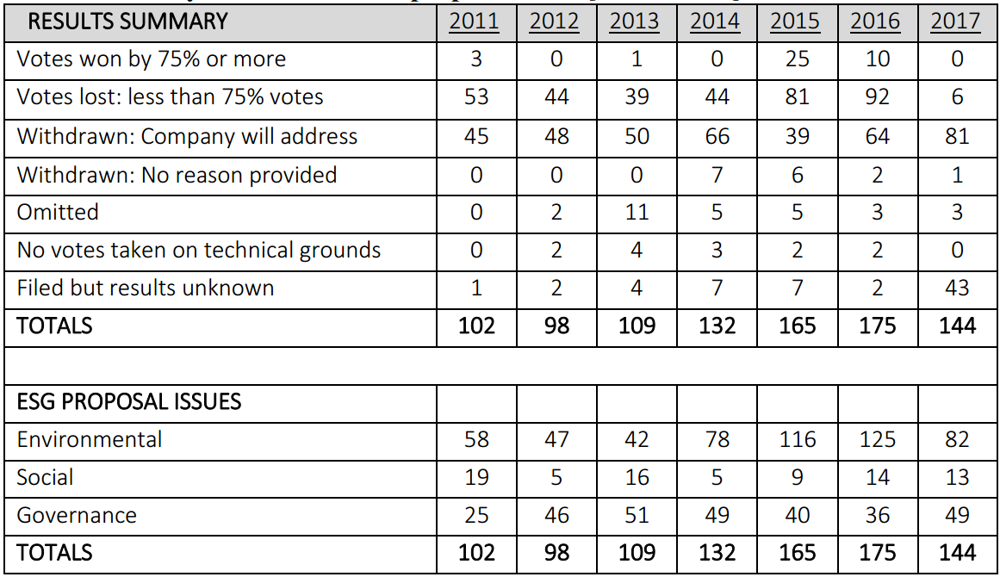 RESULTS SUMMARY 2011 2012 2013 2014 2015 2016 2017
Votes won by 75% or more 3 0 1 0 25 10 0
Votes lost: less than 75% votes 53 44 39 44 81 92 6
Withdrawn: Company will address 45 48 50 66 39 64 81
Withdrawn: No reason provided 0 0 0 7 6 2 1
Omitted 0 2 11 5 5 3 3
No votes taken on technical grounds 0 2 4 3 2 2 0
Filed but results unknown 1 2 4 7 7 2 43
TOTALS 102 98 109 132 165 175 144
ESG PROPOSAL ISSUES
Environmental 58 47 42 78 116 125 82
Social 19 5 16 5 9 14 13
Governance 25 46 51 49 40 36 49
TOTALS 102 98 109 132 165 175 144